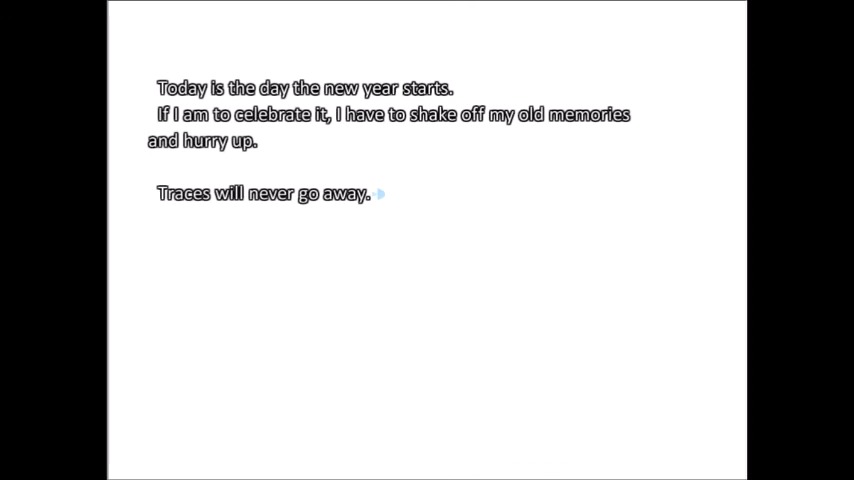 Today is the day the new year starts.
If I am to celebrate it, I have to shake off my old memories
and hurry up.
Traces will never go away.